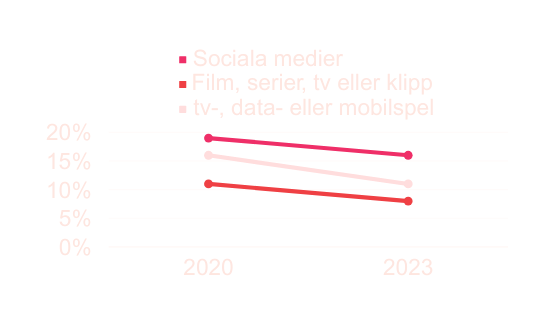 Sociala medier
Film, serier, tv eller klipp
tv-, data- eller mobilspel
20%
15%
10%
5%
0%
2020 2023